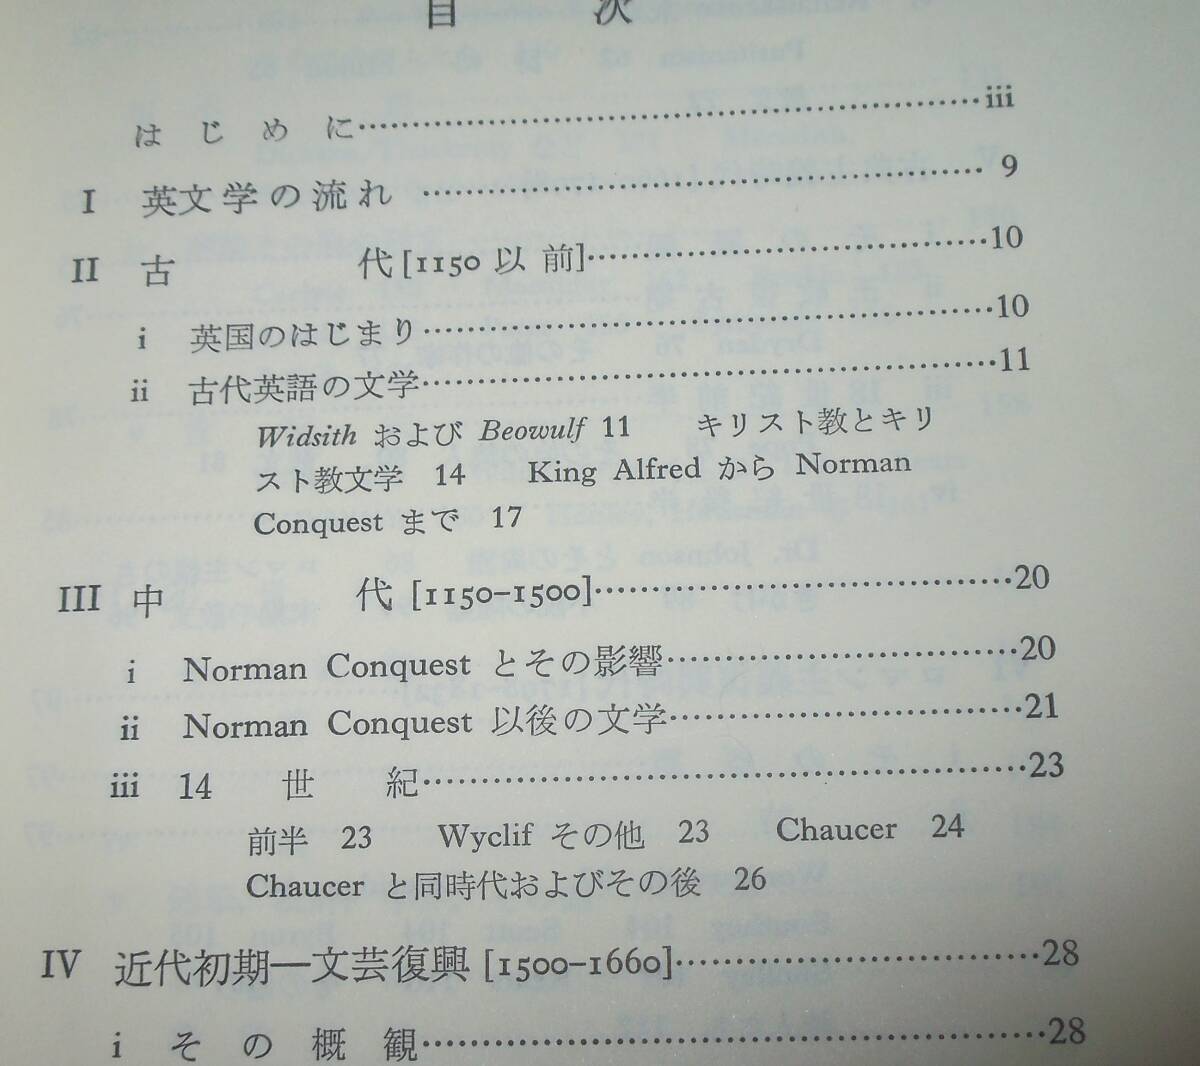 目次
はじめに……iii
I 英文学の流れ……9
II 古代[1150以前]……10
i 英国のはじまり……10
ii 古代英語の文学……11
Widsith および Beowulf 11 キリスト教とキリ
スト教文学 14 King Alfred から Norman
Conquest まで 17
III 中代[1150–1500]……20
i Norman Conquest とその影響……20
ii Norman Conquest 以後の文学……21
iii 14世紀……23
前半 23 Wyclif その他 23 Chaucer 24
Chaucer と同時代およびその後 26
IV 近代初期—文芸復興[1500–1660]……28
i その概観……28